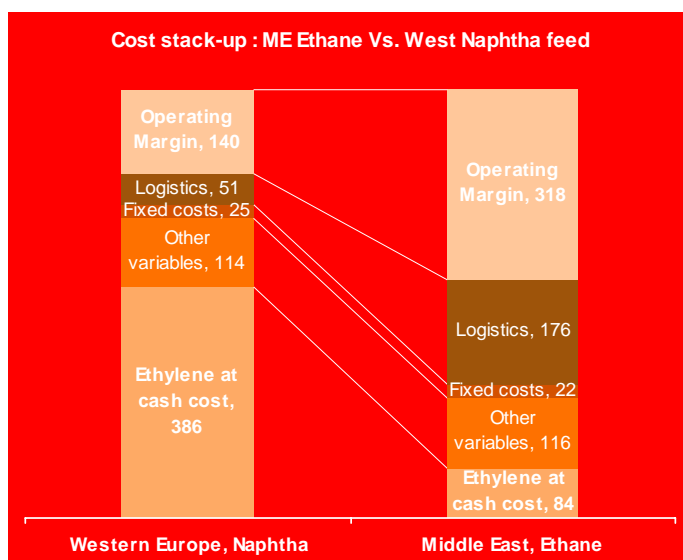 Cost stack-up : ME Ethane Vs. West Naphtha feed
Operating
Margin, 140
Logistics, 51
Fixed costs, 25
Other
variables, 114
Ethylene at
cash cost,
386
Operating
Margin, 318
Logistics, 176
Fixed costs, 22
Other
variables, 116
Ethylene at
cash cost, 84
Western Europe, Naphtha
Middle East, Ethane